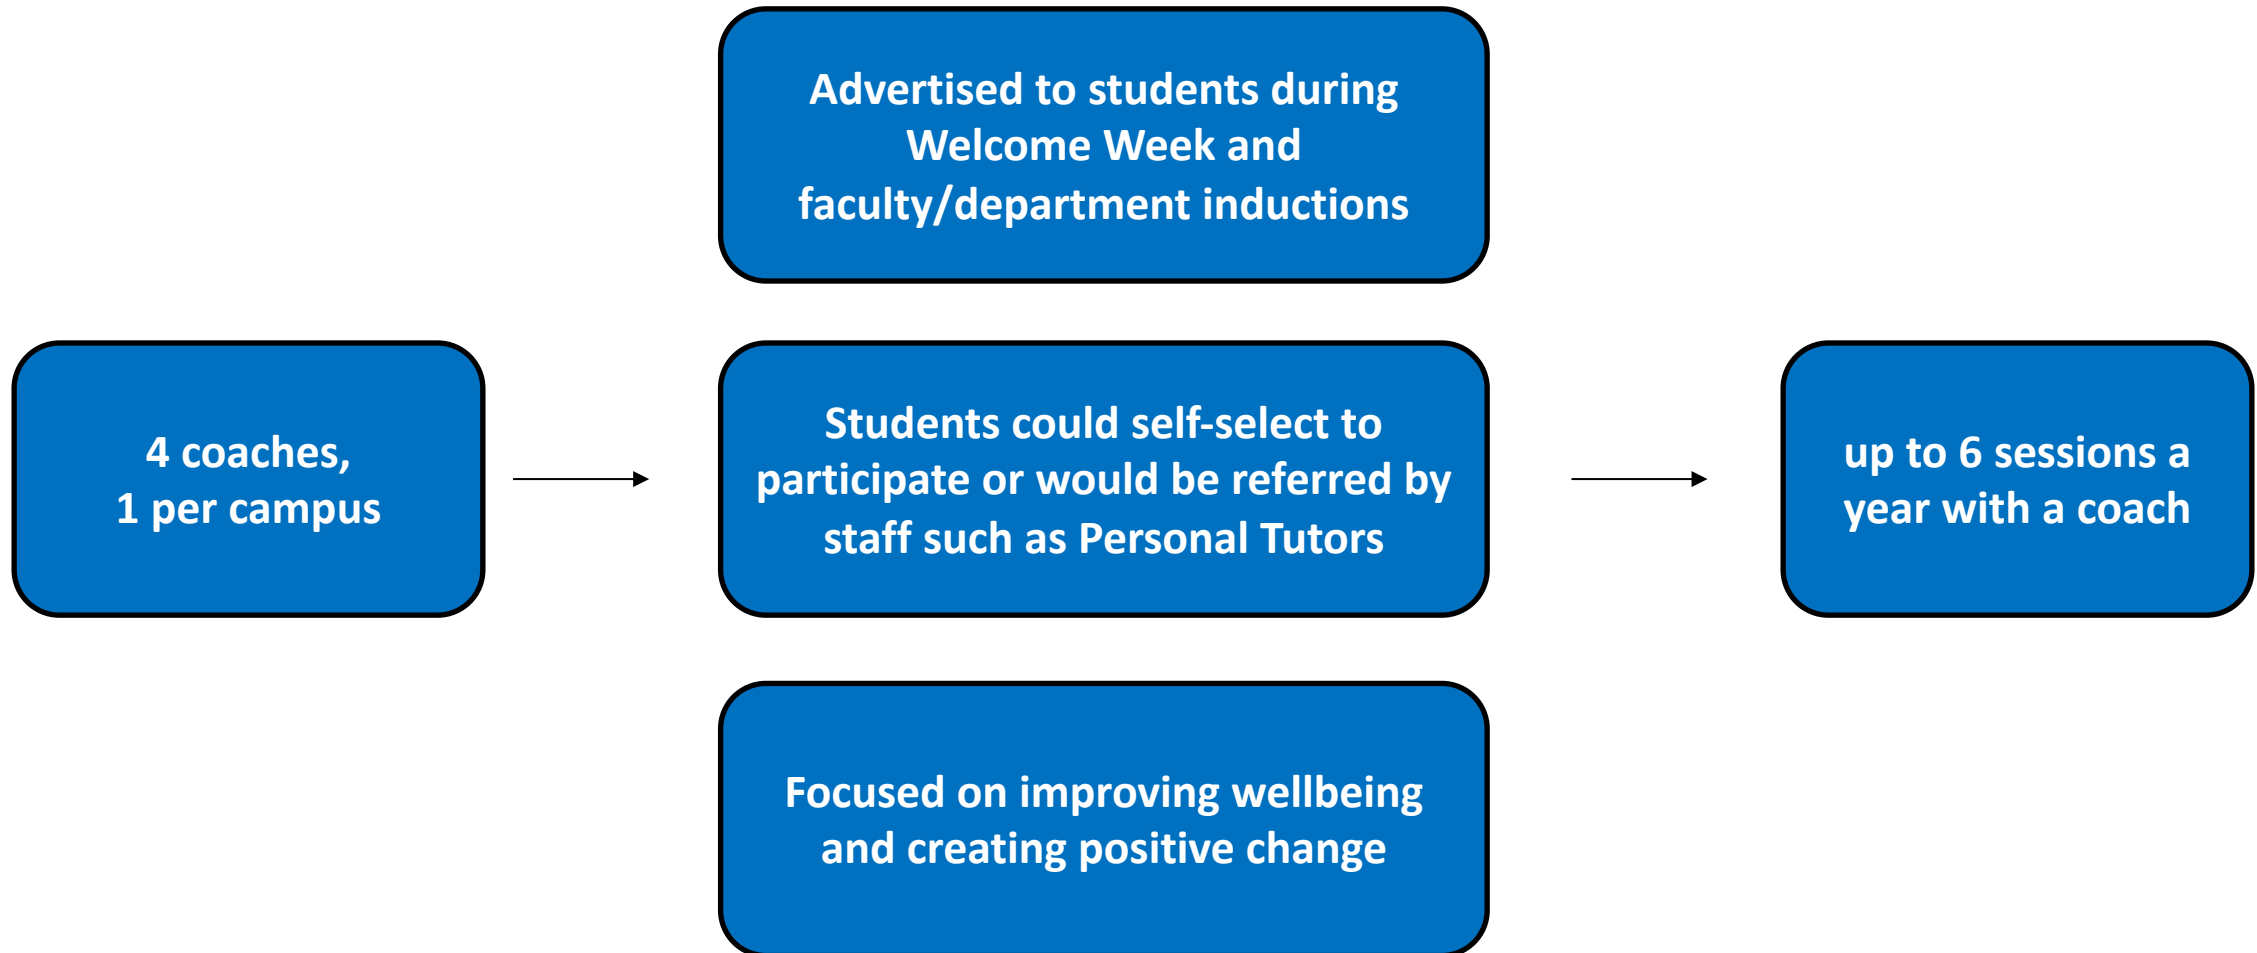 Advertised to students during
Welcome Week and
faculty/department inductions
4 coaches,
1 per campus
Students could self-select to
participate or would be referred by
staff such as Personal Tutors
up to 6 sessions a
year with a coach
Focused on improving wellbeing
and creating positive change